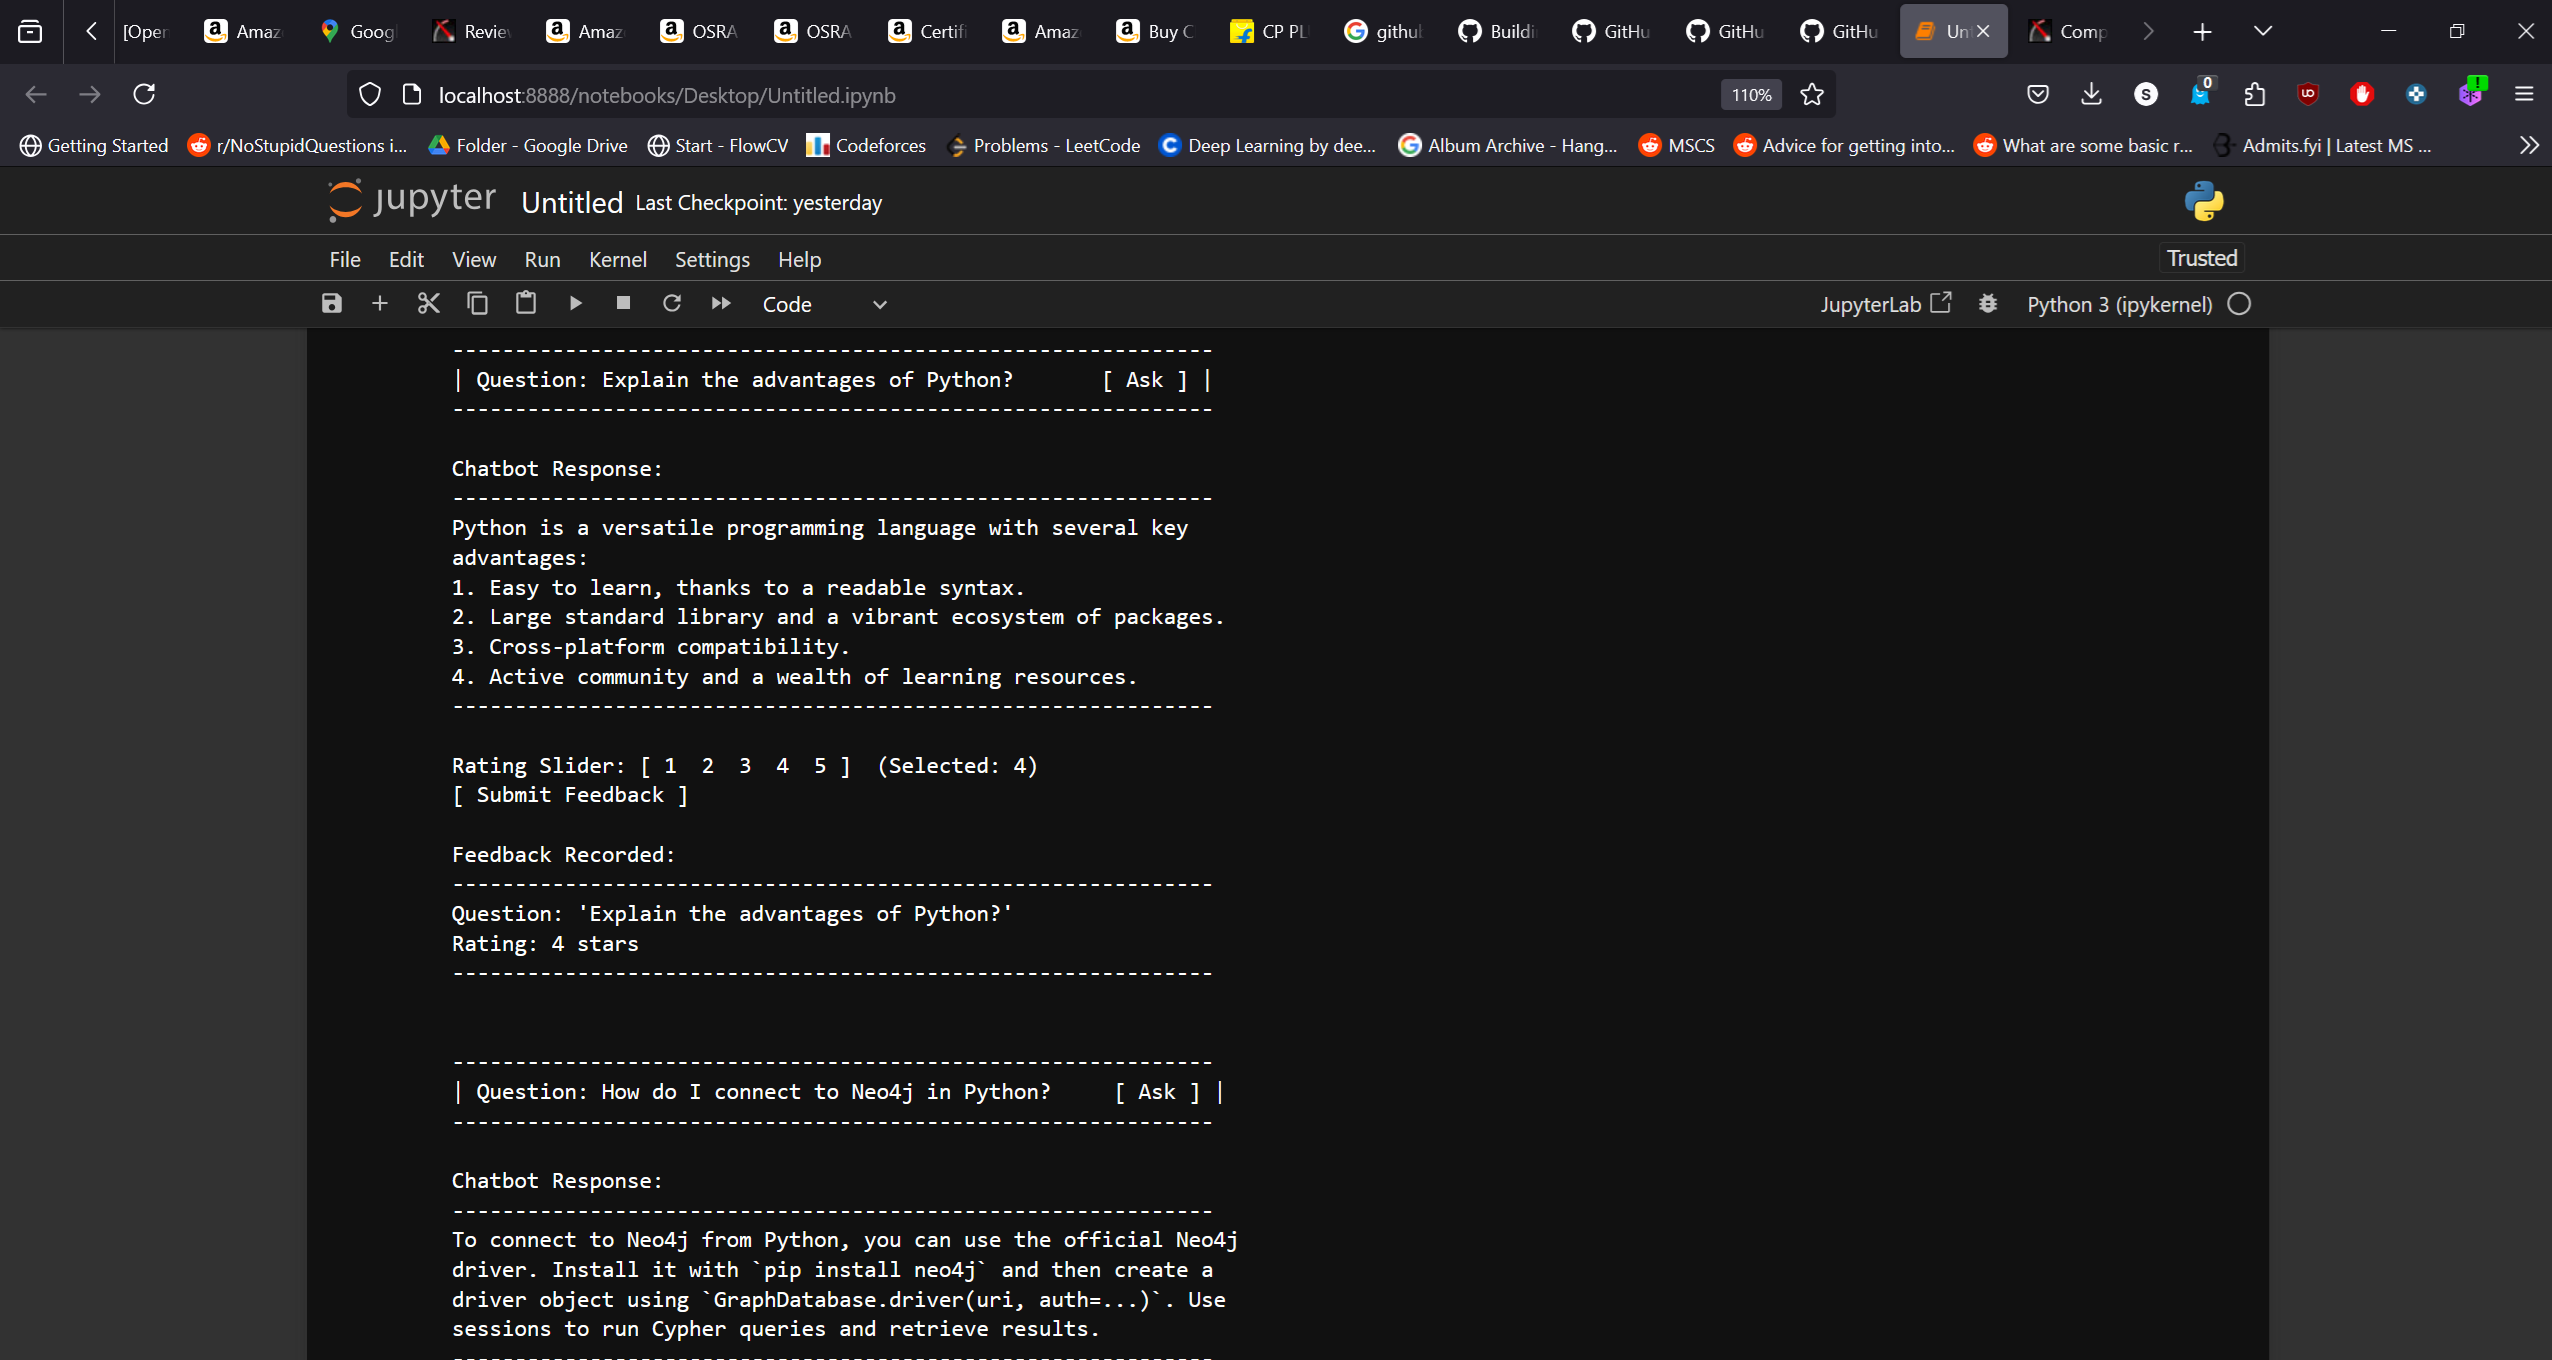 [Open
Amaz
Googl
Review
Amaz
OSRA
OSRA
Certifi
Amaz
Buy C
CP PL
github
Buildi
GitHu
GitHu
GitHu
Un
Comp
localhost:8888/notebooks/Desktop/Untitled.ipynb
110%
S
0
Getting Started
r/NoStupidQuestions i...
Folder - Google Drive
Start - FlowCV
Codeforces
Problems - LeetCode
Deep Learning by dee...
Album Archive - Hang...
MSCS
Advice for getting into...
What are some basic r...
Admits.fyi | Latest MS ...
jupyter Untitled Last Checkpoint: yesterday
File Edit View Run Kernel Settings Help Trusted
Code JupyterLab Python 3 (ipykernel)
-------------------------------------------------------------
| Question: Explain the advantages of Python?       [ Ask ] |
-------------------------------------------------------------
Chatbot Response:
-------------------------------------------------------------
Python is a versatile programming language with several key
advantages:
1. Easy to learn, thanks to a readable syntax.
2. Large standard library and a vibrant ecosystem of packages.
3. Cross-platform compatibility.
4. Active community and a wealth of learning resources.
-------------------------------------------------------------
Rating Slider: [ 1  2  3  4  5 ]  (Selected: 4)
[ Submit Feedback ]
Feedback Recorded:
-------------------------------------------------------------
Question: 'Explain the advantages of Python?'
Rating: 4 stars
-------------------------------------------------------------
-------------------------------------------------------------
| Question: How do I connect to Neo4j in Python?     [ Ask ] |
-------------------------------------------------------------
Chatbot Response:
-------------------------------------------------------------
To connect to Neo4j from Python, you can use the official Neo4j
driver. Install it with `pip install neo4j` and then create a
driver object using `GraphDatabase.driver(uri, auth=...)`. Use
sessions to run Cypher queries and retrieve results.
-------------------------------------------------------------